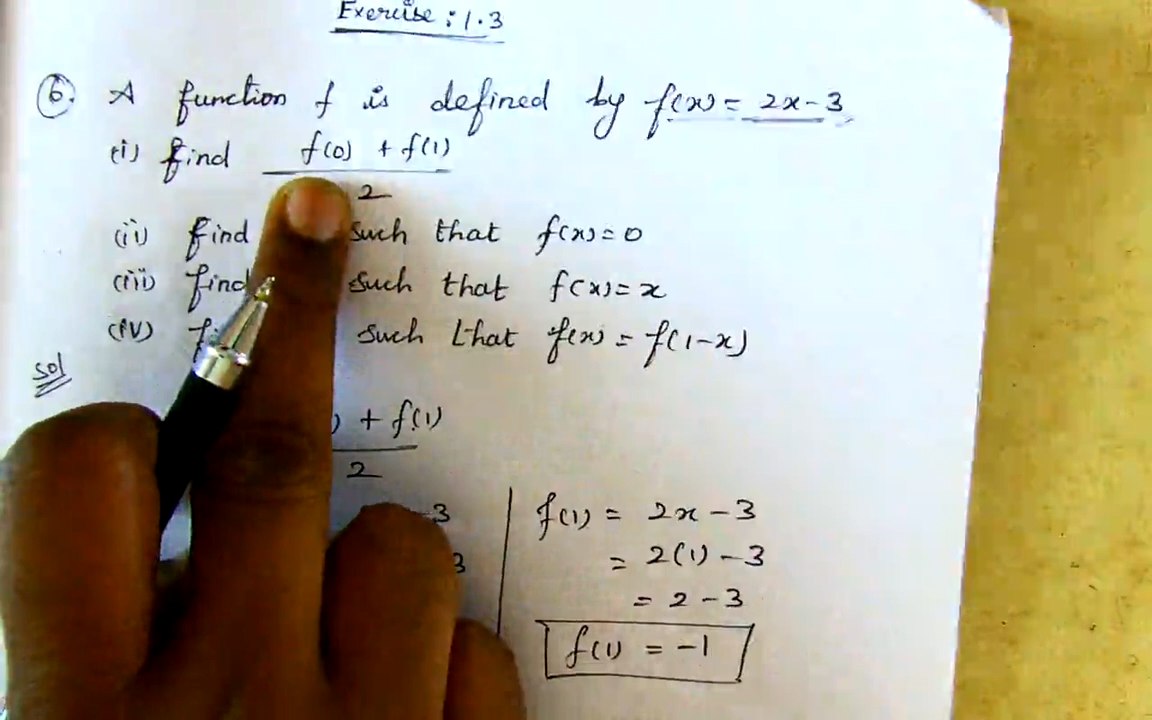 Exercise : 1.3
6. A function f is defined by f(x) = 2x-3
(i) find f(0) + f(1)
2
(ii) find such that f(x)=0
(iii) find such that f(x)=x
(iv) such that f(x) = f(1-x)
Sol
) + f(1)
2
-3
3
f(1) = 2x - 3
= 2(1) - 3
= 2 - 3
f(1) = -1